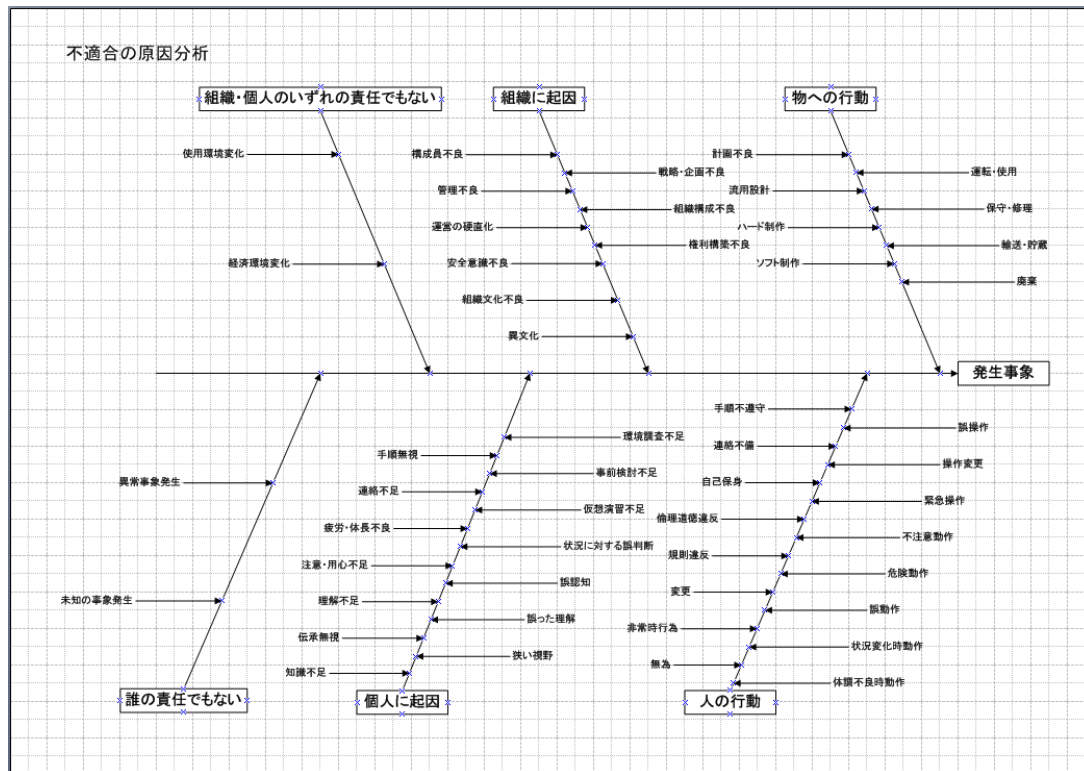 不適合の原因分析
組織・個人のいずれの責任でもない
使用環境変化
経済環境変化
組織に起因
構成員不良
戦略・企画不良
管理不良
組織構成不良
運営の硬直化
権利構築不良
安全意識不良
組織文化不良
異文化
物への行動
計画不良
運転・使用
流用設計
保守・修理
ハード制作
輸送・貯蔵
ソフト制作
廃棄
発生事象
異常事象発生
未知の事象発生
誰の責任でもない
環境調査不足
手順無視
事前検討不足
連絡不足
仮想演習不足
疲労・体長不良
状況に対する誤判断
注意・用心不足
誤認知
理解不足
誤った理解
伝承無視
狭い視野
知識不足
個人に起因
手順不遵守
誤操作
連絡不備
操作変更
自己保身
緊急操作
倫理道徳違反
不注意動作
規則違反
危険動作
変更
誤動作
非常時行為
状況変化時動作
無為
体調不良時動作
人の行動